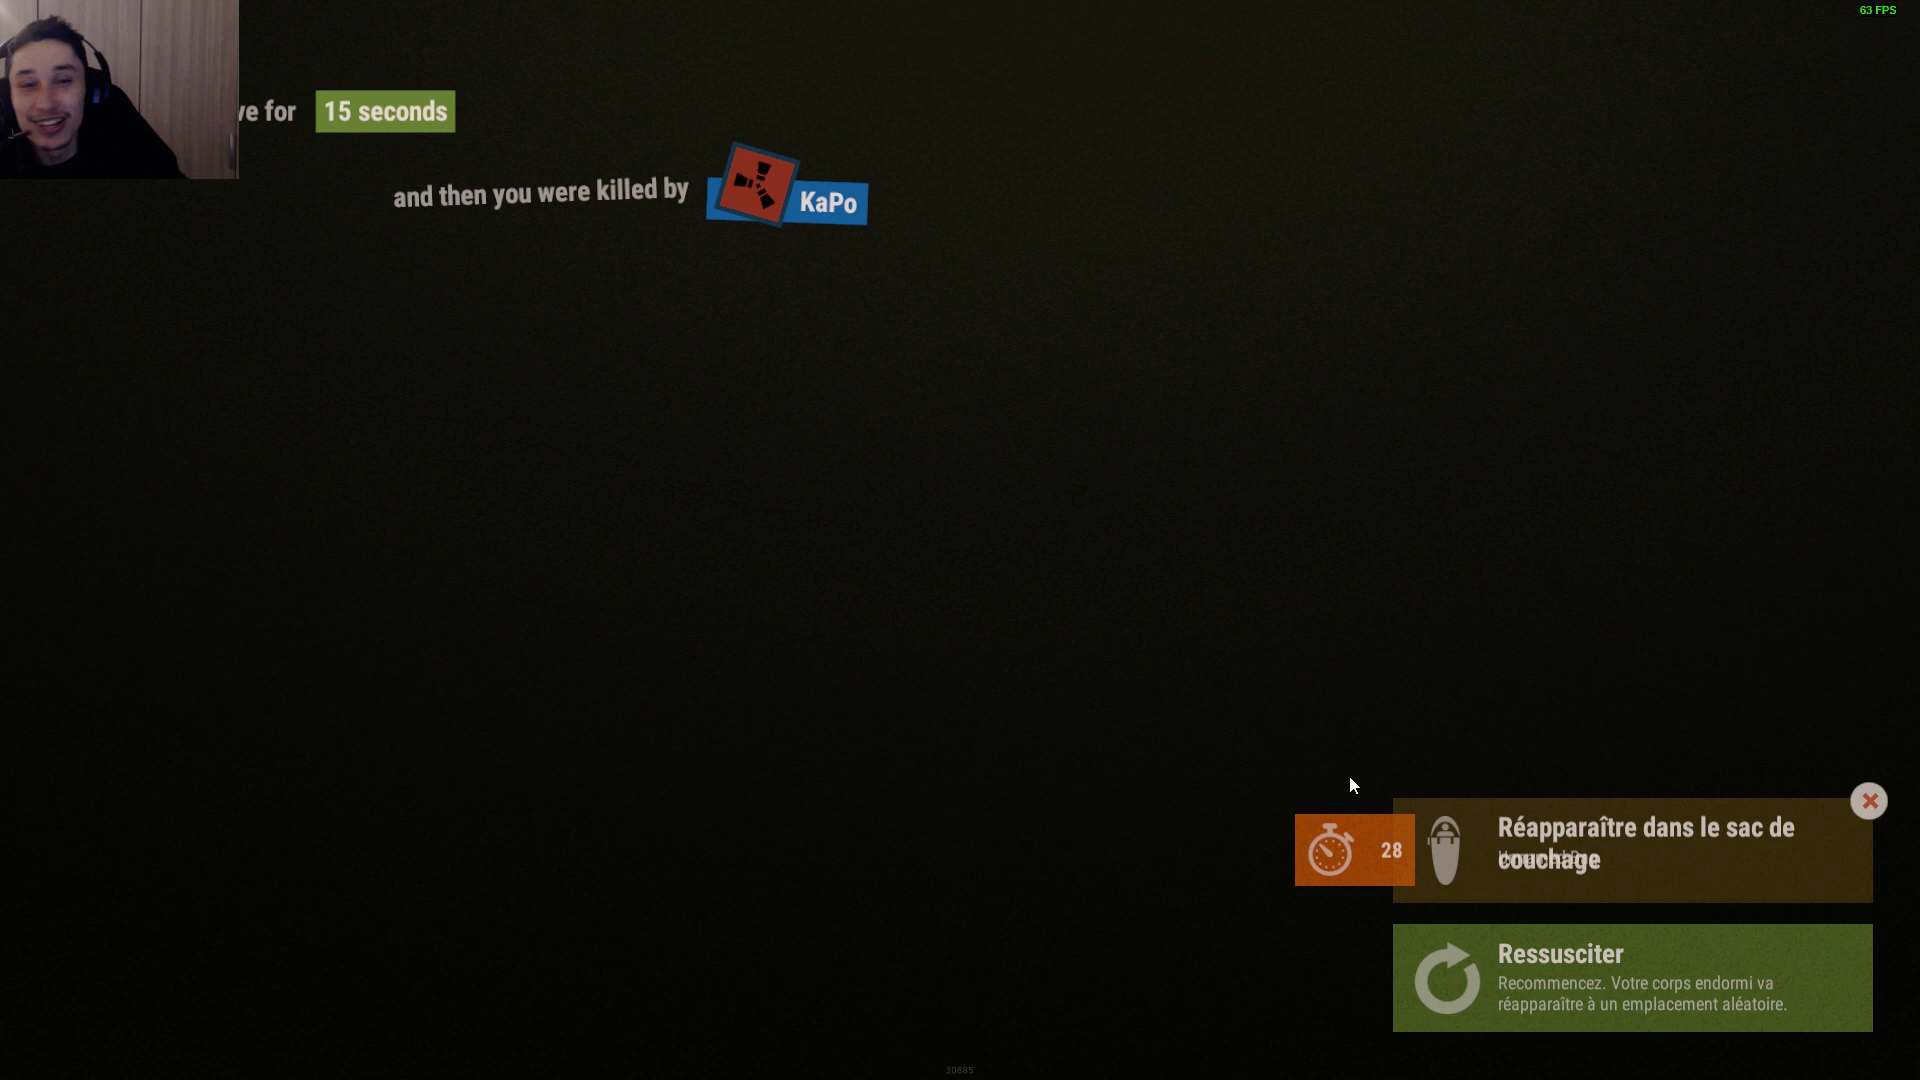 63 FPS
ve for 15 seconds
and then you were killed by KaPo
28
Réapparaître dans le sac de
couchage
Ressusciter
Recommencez. Votre corps endormi va
réapparaître à un emplacement aléatoire.
30885